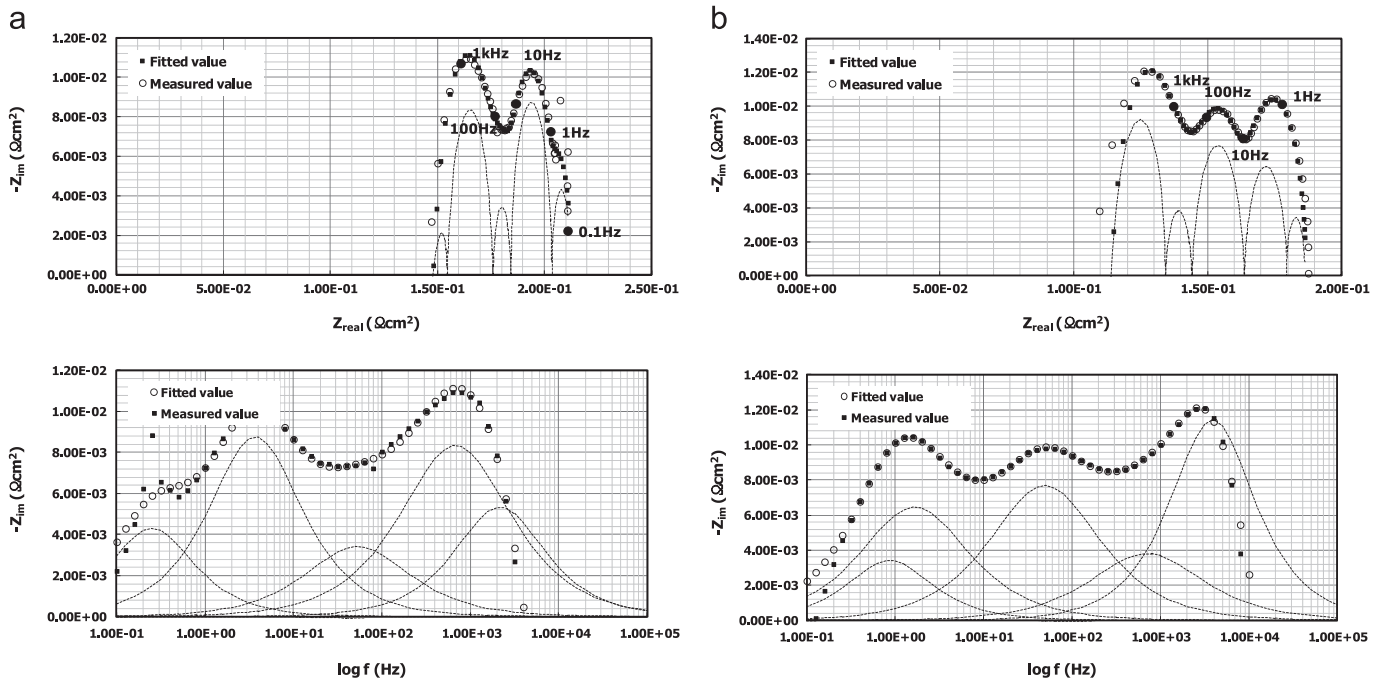 a
1.20E-02
1.00E-02
8.00E-03
6.00E-03
4.00E-03
2.00E-03
0.00E+00
-Zim (Ωcm2)
Fitted value
Measured value
1kHz
10Hz
100Hz
1Hz
0.1Hz
0.00E+00 5.00E-02 1.00E-01 1.50E-01 2.00E-01 2.50E-01
Zreal (Ωcm2)
b
1.40E-02
1.20E-02
1.00E-02
8.00E-03
6.00E-03
4.00E-03
2.00E-03
0.00E+00
-Zim (Ωcm2)
Fitted value
Measured value
1kHz
100Hz
1Hz
10Hz
0.00E+00 5.00E-02 1.00E-01 1.50E-01 2.00E-01
Zreal (Ωcm2)
1.20E-02
1.00E-02
8.00E-03
6.00E-03
4.00E-03
2.00E-03
0.00E+00
-Zim (Ωcm2)
Fitted value
Measured value
1.00E-01 1.00E+00 1.00E+01 1.00E+02 1.00E+03 1.00E+04 1.00E+05
log f (Hz)
1.40E-02
1.20E-02
1.00E-02
8.00E-03
6.00E-03
4.00E-03
2.00E-03
0.00E+00
-Zim (Ωcm2)
Fitted value
Measured value
1.00E-01 1.00E+00 1.00E+01 1.00E+02 1.00E+03 1.00E+04 1.00E+05
log f (Hz)